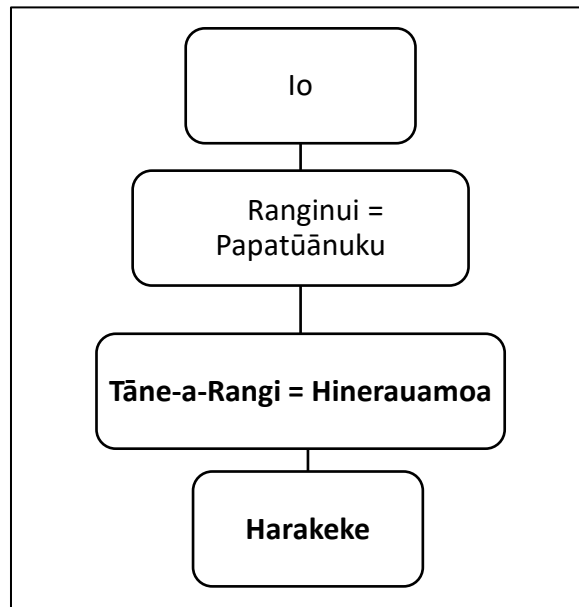 Io
Ranginui =
Papatūānuku
Tāne-a-Rangi = Hinerauamoa
Harakeke